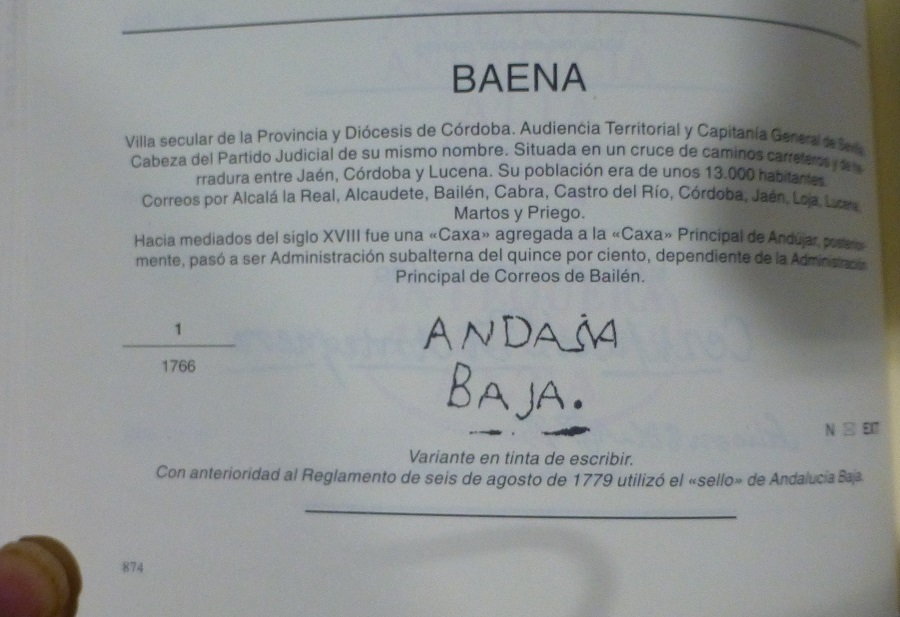 BAENA
Villa secular de la Provincia y Diócesis de Córdoba. Audiencia Territorial y Capitanía General de Sevilla.
Cabeza del Partido Judicial de su mismo nombre. Situada en un cruce de caminos carreteros y de he-
rradura entre Jaén, Córdoba y Lucena. Su población era de unos 13.000 habitantes.
Correos por Alcalá la Real, Alcaudete, Bailén, Cabra, Castro del Río, Córdoba, Jaén, Loja, Lucena,
Martos y Priego.
Hacia mediados del siglo XVIII fue una «Caxa» agregada a la «Caxa» Principal de Andújar, posterior-
mente, pasó a ser Administración subalterna del quince por ciento, dependiente de la Administración
Principal de Correos de Bailén.
1
1766
ANDAIA
BAJA.
N EXT
Variante en tinta de escribir.
Con anterioridad al Reglamento de seis de agosto de 1779 utilizó el «sello» de Andalucía Baja.
874